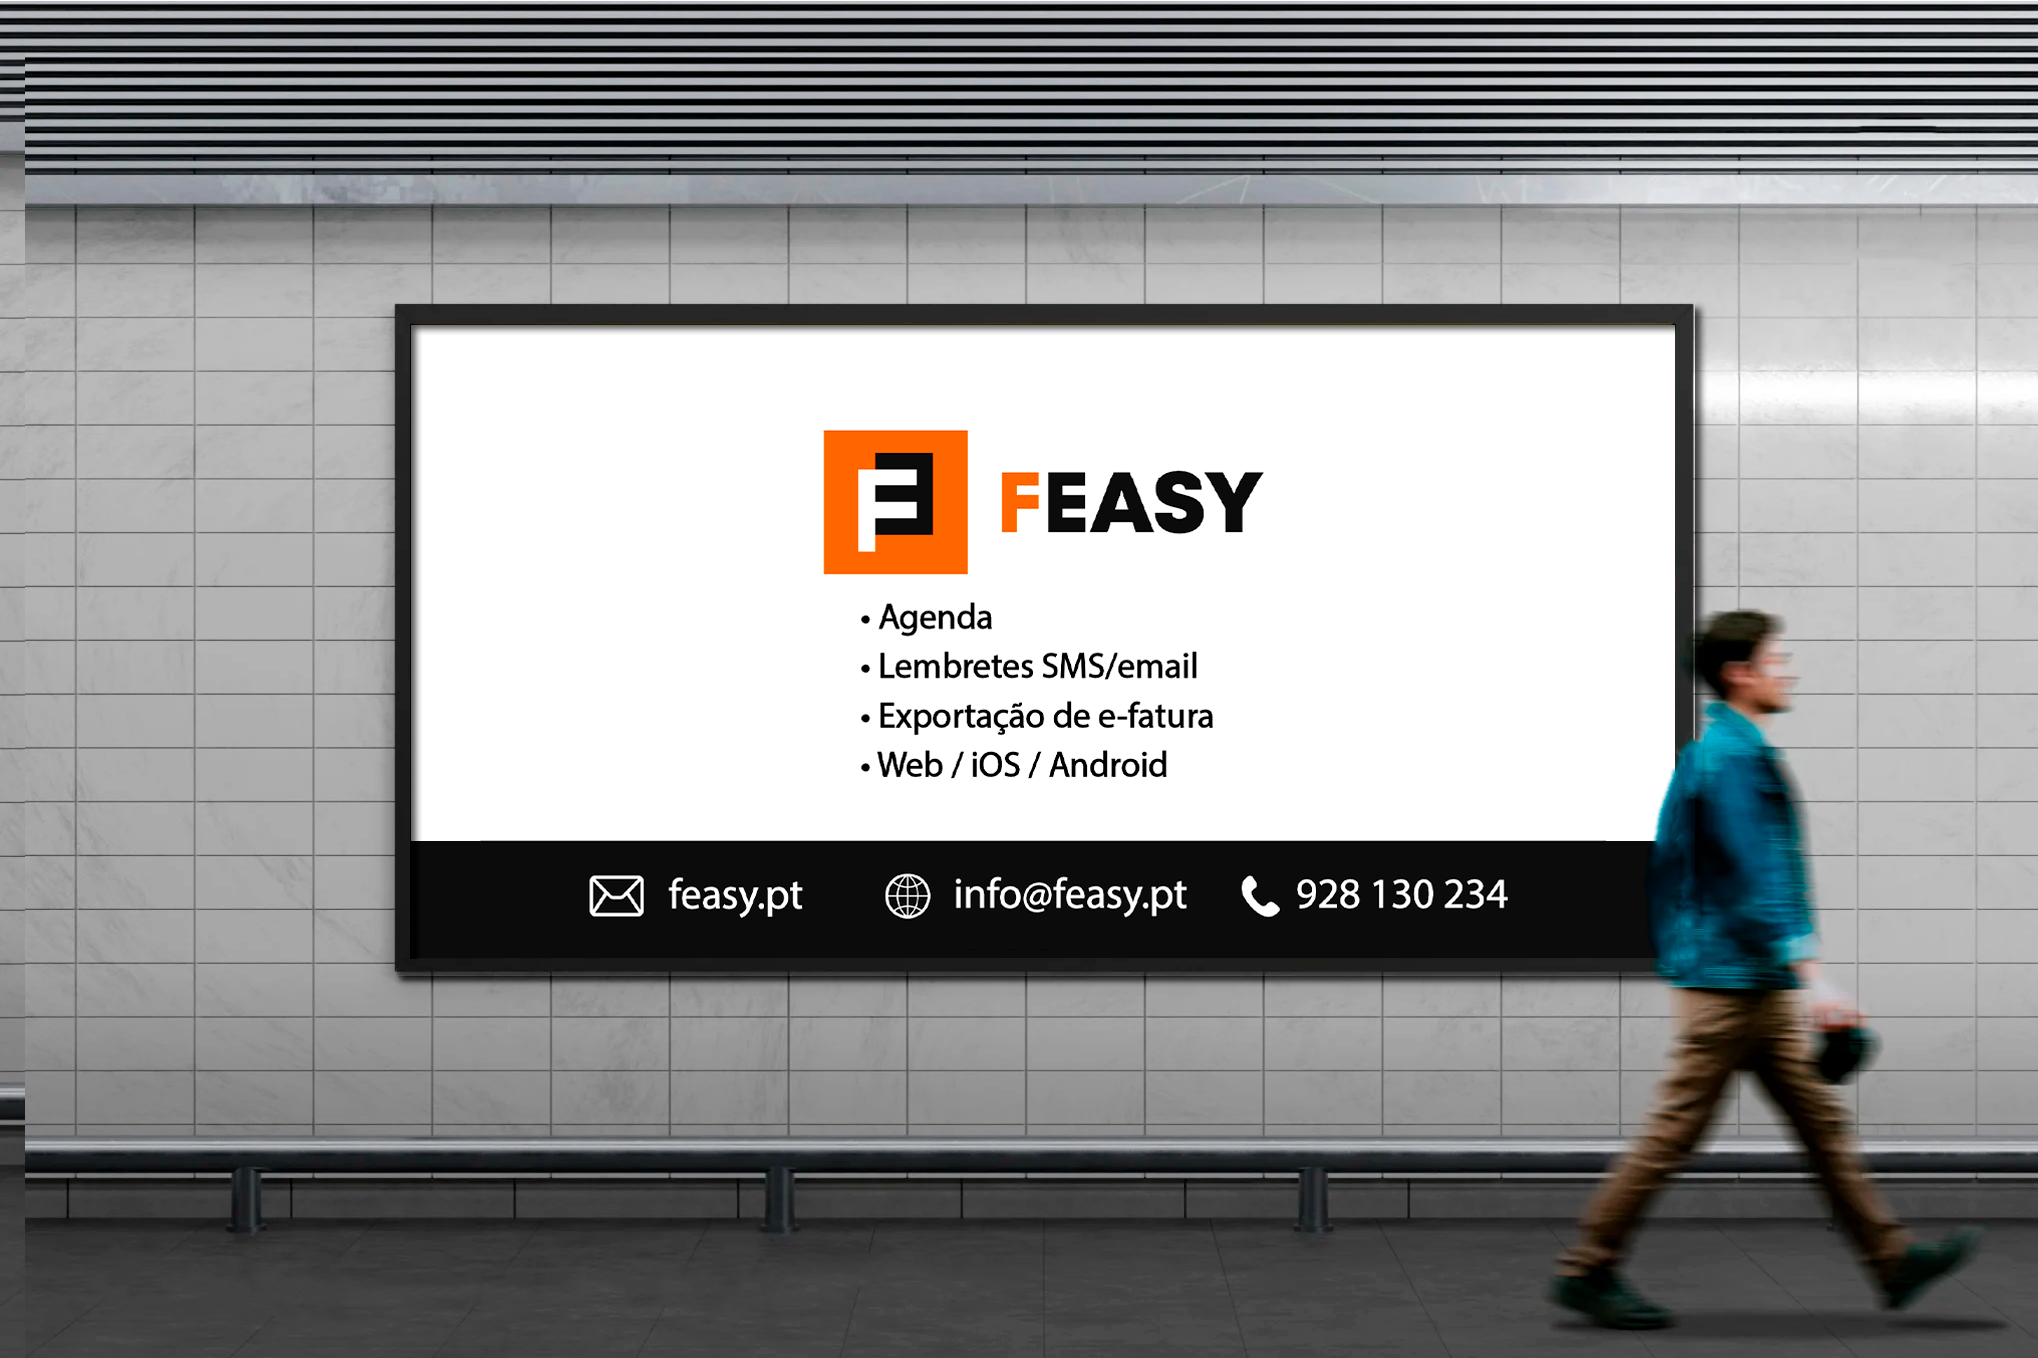 FEASY
• Agenda
• Lembretes SMS/email
• Exportação de e-fatura
• Web / iOS / Android
feasy.pt info@feasy.pt 928 130 234